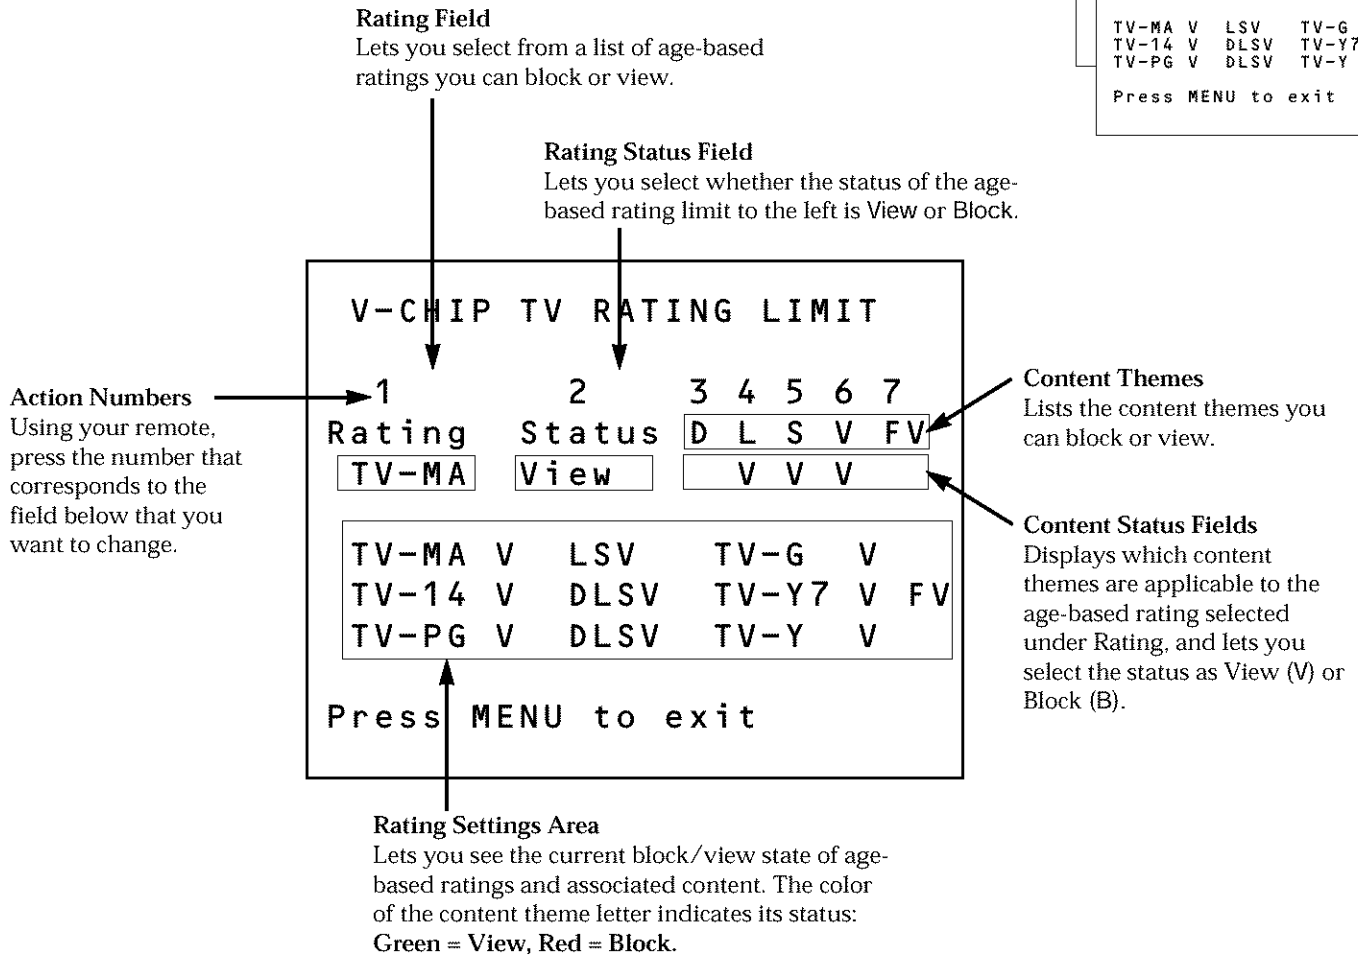 Rating Field
Lets you select from a list of age-based
ratings you can block or view.
TV-MA V LSV TV-G
TV-14 V DLSV TV-Y7
TV-PG V DLSV TV-Y
Press MENU to exit
Rating Status Field
Lets you select whether the status of the age-
based rating limit to the left is View or Block.
V-CHIP TV RATING LIMIT
1 2 3 4 5 6 7
Rating Status D L S V FV
TV-MA View V V V
TV-MA V LSV TV-G V
TV-14 V DLSV TV-Y7 V FV
TV-PG V DLSV TV-Y V
Press MENU to exit
Action Numbers
Using your remote,
press the number that
corresponds to the
field below that you
want to change.
Content Themes
Lists the content themes you
can block or view.
Content Status Fields
Displays which content
themes are applicable to the
age-based rating selected
under Rating, and lets you
select the status as View (V) or
Block (B).
Rating Settings Area
Lets you see the current block/view state of age-
based ratings and associated content. The color
of the content theme letter indicates its status:
Green = View, Red = Block.